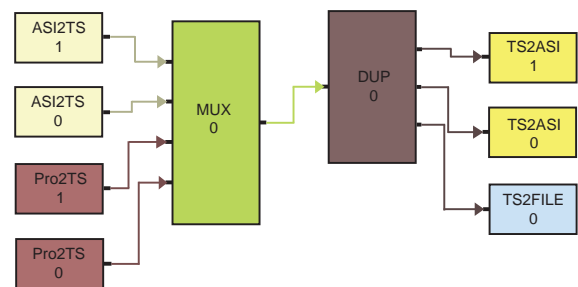 ASI2TS
1
ASI2TS
0
Pro2TS
1
Pro2TS
0
MUX
0
DUP
0
TS2ASI
1
TS2ASI
0
TS2FILE
0